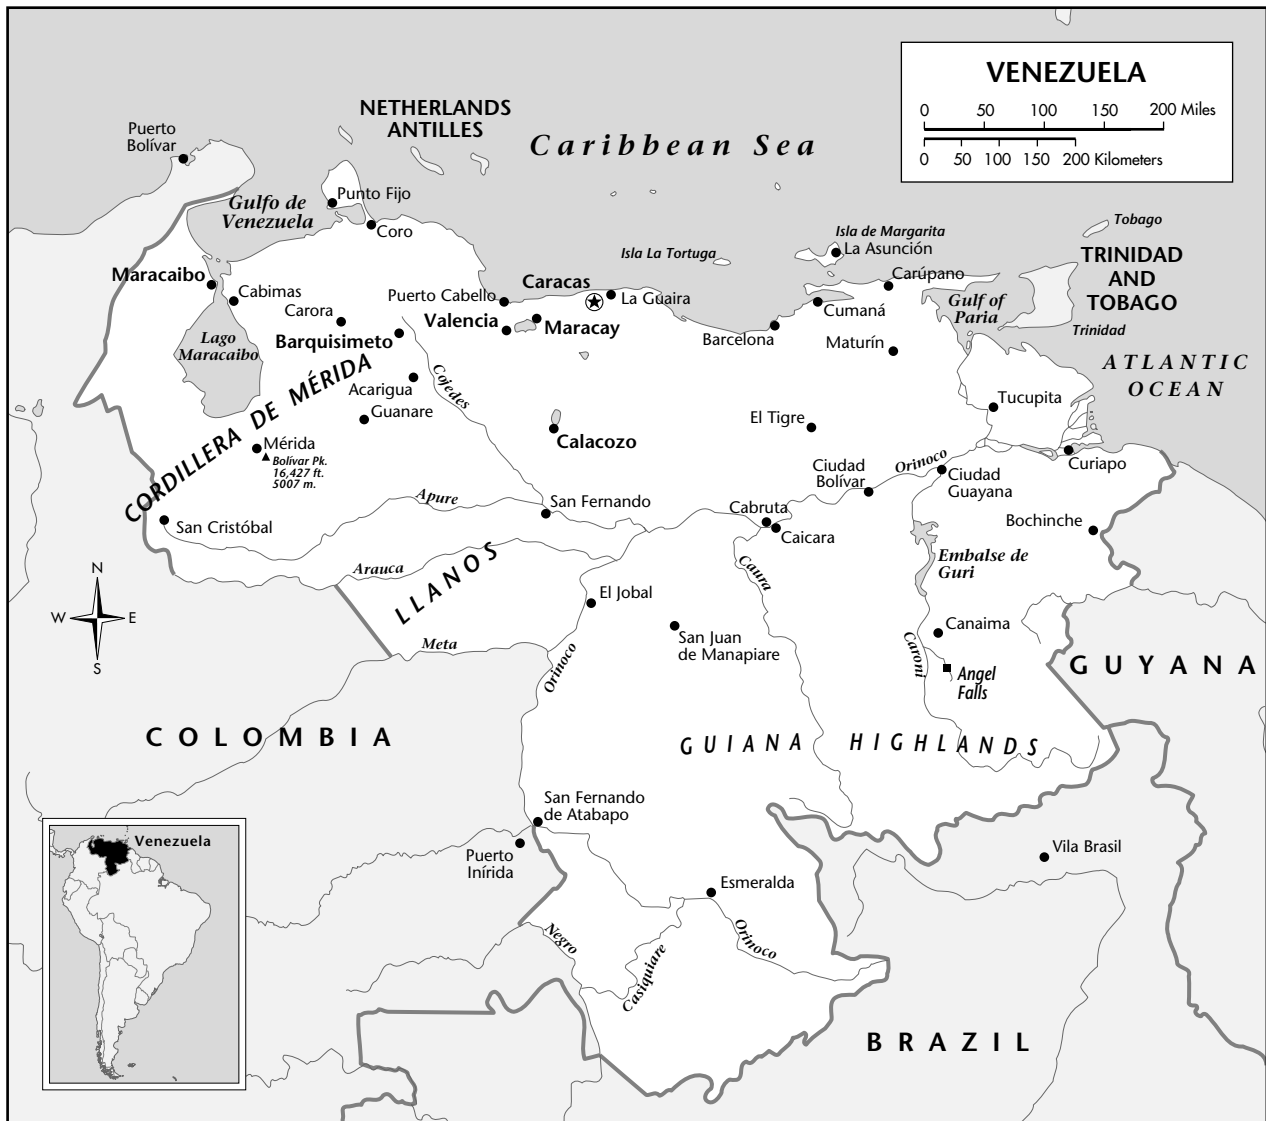 VENEZUELA
0 50 100 150 200 Miles
0 50 100 150 200 Kilometers
NETHERLANDS
ANTILLES
Caribbean Sea
Puerto
Bolívar
Punto Fijo
Gulfo de
Venezuela
Coro
Isla de Margarita
La Asunción
Isla La Tortuga
Tobago
TRINIDAD
AND
TOBAGO
Trinidad
Maracaibo
Cabimas
Carora
Puerto Cabello
Caracas
La Guaira
Carúpano
Gulf of
Paria
Cumaná
Valencia
Maracay
Barcelona
Maturín
Lago
Maracaibo
Barquisimeto
ATLANTIC
OCEAN
CORDILLERA DE MÉRIDA
Acarigua
Cojedes
Guanare
Tucupita
El Tigre
Calacozo
Mérida
Bolívar Pk.
16,427 ft.
5007 m.
Ciudad
Bolívar
Orinoco
Ciudad
Guayana
Curiapo
Apure
San Fernando
Cabruta
Caicara
Bochinche
San Cristóbal
Arauca
LLANOS
Caura
Embalse de
Guri
N
W E
S
El Jobal
San Juan
de Manapiare
Canaima
Meta
Orinoco
Caroni
Angel
Falls
GUYANA
COLOMBIA
GUIANA HIGHLANDS
San Fernando
de Atabapo
Venezuela
Puerto
Inírida
Vila Brasil
Esmeralda
Negro
Casiquiare
Orinoco
BRAZIL